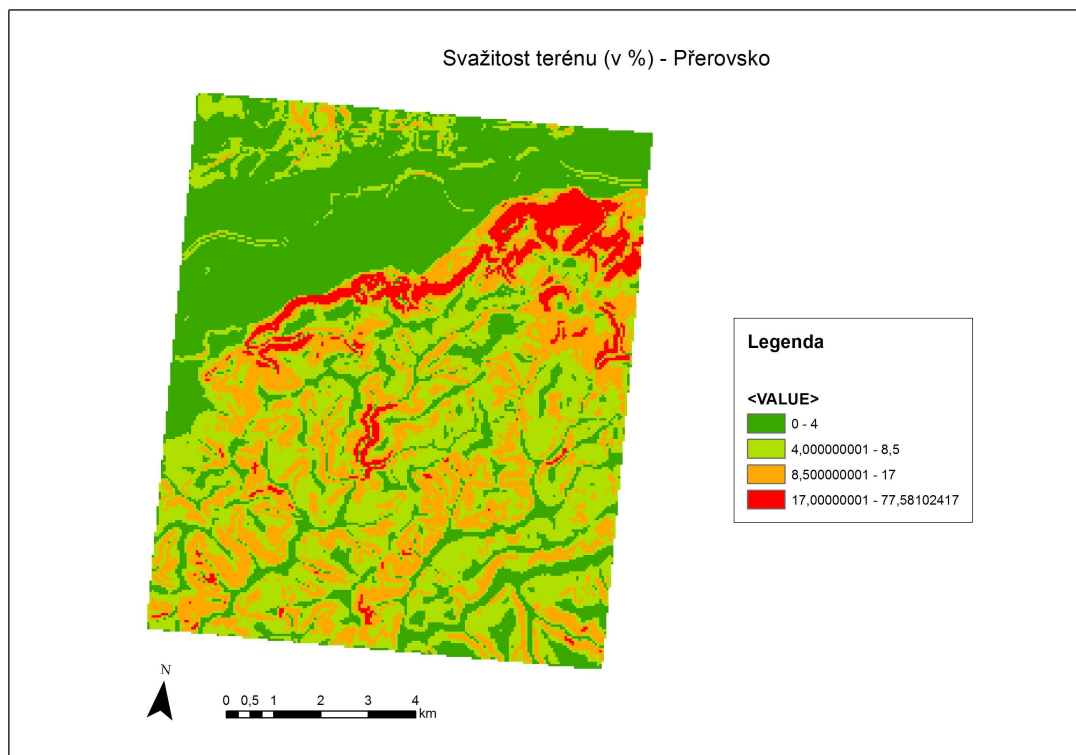 Svažitost terénu (v %) - Přerovsko
Legenda
<VALUE>
0 - 4
4,000000001 - 8,5
8,500000001 - 17
17,00000001 - 77,58102417
N
0 0,5 1 2 3 4
km